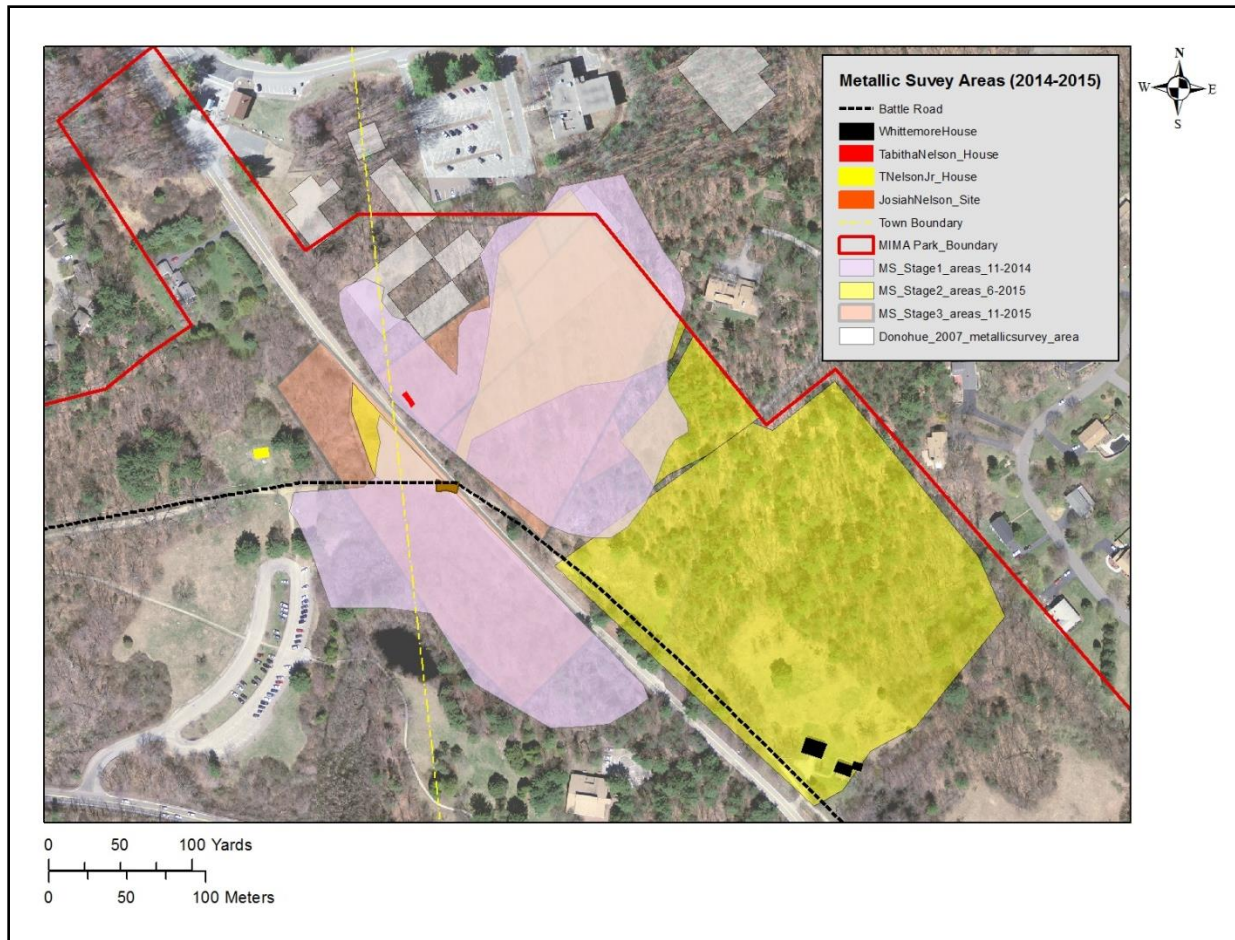 Metallic Suvey Areas (2014-2015)
Battle Road
WhittemoreHouse
TabithaNelson_House
TNelsonJr_House
JosiahNelson_Site
Town Boundary
MIMA Park_Boundary
MS_Stage1_areas_11-2014
MS_Stage2_areas_6-2015
MS_Stage3_areas_11-2015
Donohue_2007_metallicsurvey_area
N
W E
S
0 50 100 Yards
0 50 100 Meters